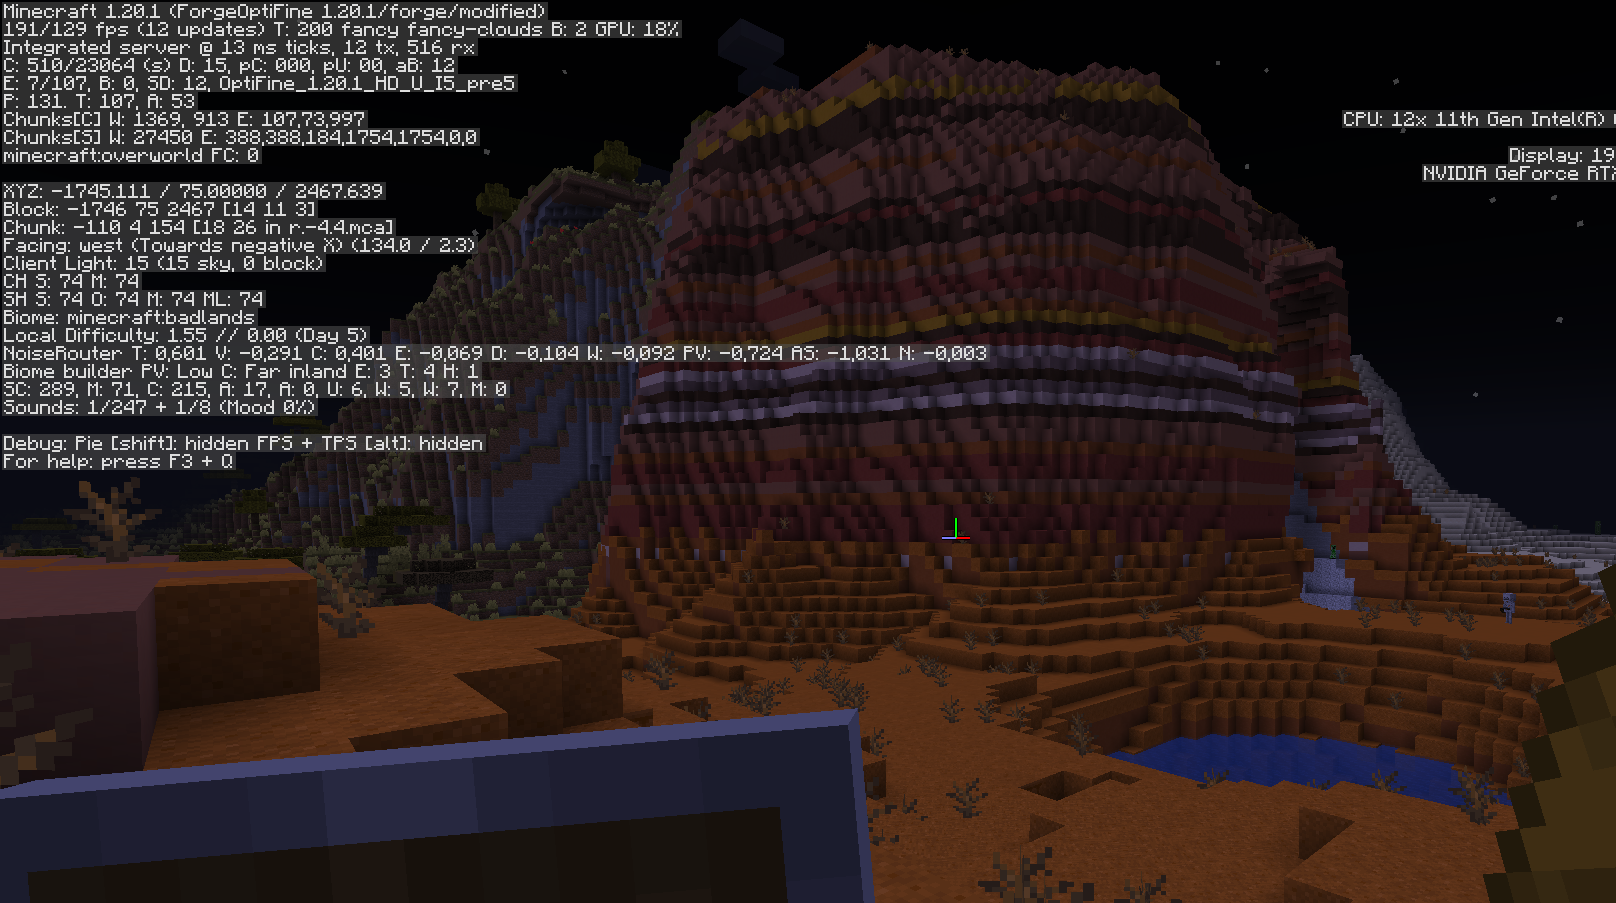 Minecraft 1.20.1 (ForgeOptiFine 1.20.1/forge/modified)
191/129 fps (12 updates) T: 200 fancy fancy-clouds B: 2 GPU: 18%
Integrated server @ 13 ms ticks, 12 tx, 516 rx
C: 510/23064 (s) D: 15, pC: 000, pU: 00, aB: 12
E: 7/107, B: 0, SD: 12, OptiFine_1.20.1_HD_U_I5_pre5
P: 131. T: 107, A: 53
Chunks[C] W: 1369, 913 E: 107,73,997
Chunks[S] W: 27450 E: 388,388,184,1754,1754,0,0
minecraft:overworld FC: 0
CPU: 12x 11th Gen Intel(R)
Display: 19
NVIDIA GeForce RTX
XYZ: -1745.111 / 75.00000 / 2467.639
Block: -1746 75 2467 [14 11 3]
Chunk: -110 4 154 [18 26 in r.-4.4.mca]
Facing: west (Towards negative X) (134.0 / 2.3)
Client Light: 15 (15 sky, 0 block)
CH S: 74 M: 74
SH S: 74 O: 74 M: 74 ML: 74
Biome: minecraft:badlands
Local Difficulty: 1.55 // 0.00 (Day 5)
NoiseRouter T: 0,601 V: -0,291 C: 0,401 E: -0,069 D: -0,104 W: -0,092 PV: -0,724 AS: -1,031 N: -0,003
Biome builder PV: Low C: Far inland E: 3 T: 4 H: 1
SC: 289, M: 71, C: 215, A: 17, A: 0, U: 6, W: 5, W: 7, M: 0
Sounds: 1/247 + 1/8 (Mood 0%)
Debug: Pie [shift]: hidden FPS + TPS [alt]: hidden
For help: press F3 + Q